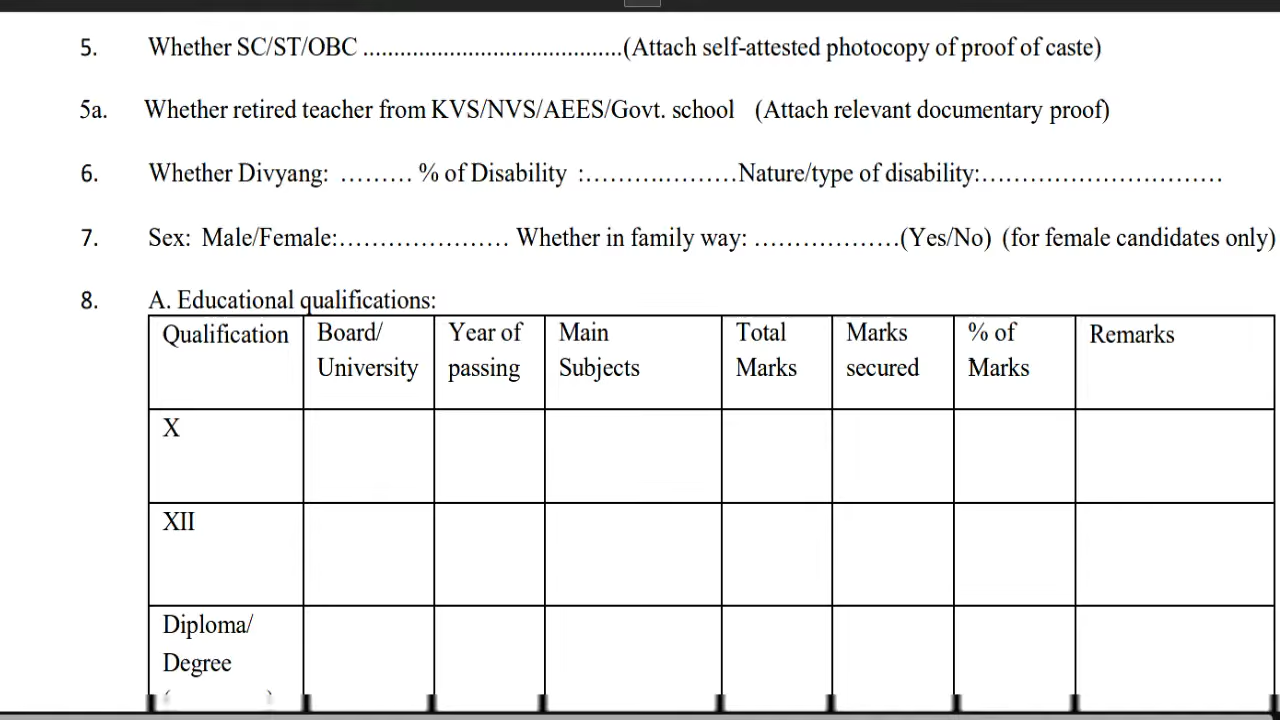 5. Whether SC/ST/OBC ..........................................(Attach self-attested photocopy of proof of caste)
5a. Whether retired teacher from KVS/NVS/AEES/Govt. school (Attach relevant documentary proof)
6. Whether Divyang: ……… % of Disability :……………….Nature/type of disability:…………………………
7. Sex: Male/Female:………………… Whether in family way: ………………(Yes/No) (for female candidates only)
8. A. Educational qualifications:
Qualification Board/ Year of Main Total Marks % of Remarks
University passing Subjects Marks secured Marks
X
XII
Diploma/
Degree